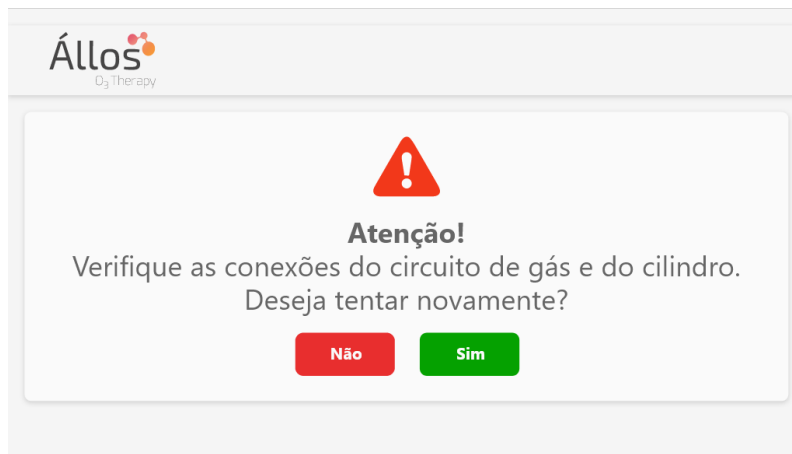 Állos
O₃ Therapy
Atenção!
Verifique as conexões do circuito de gás e do cilindro.
Deseja tentar novamente?
Não
Sim